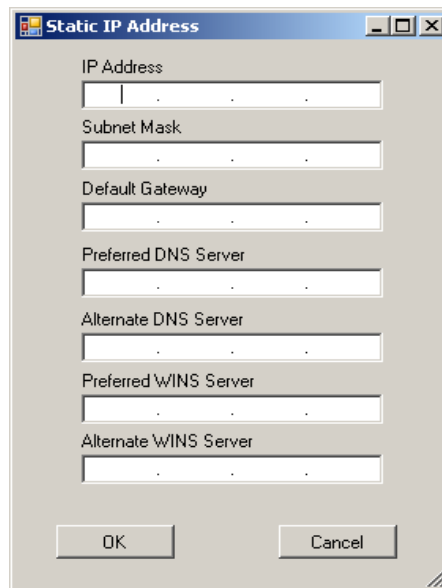 Static IP Address
IP Address
. . .
Subnet Mask
. . .
Default Gateway
. . .
Preferred DNS Server
. . .
Alternate DNS Server
. . .
Preferred WINS Server
. . .
Alternate WINS Server
. . .
OK Cancel